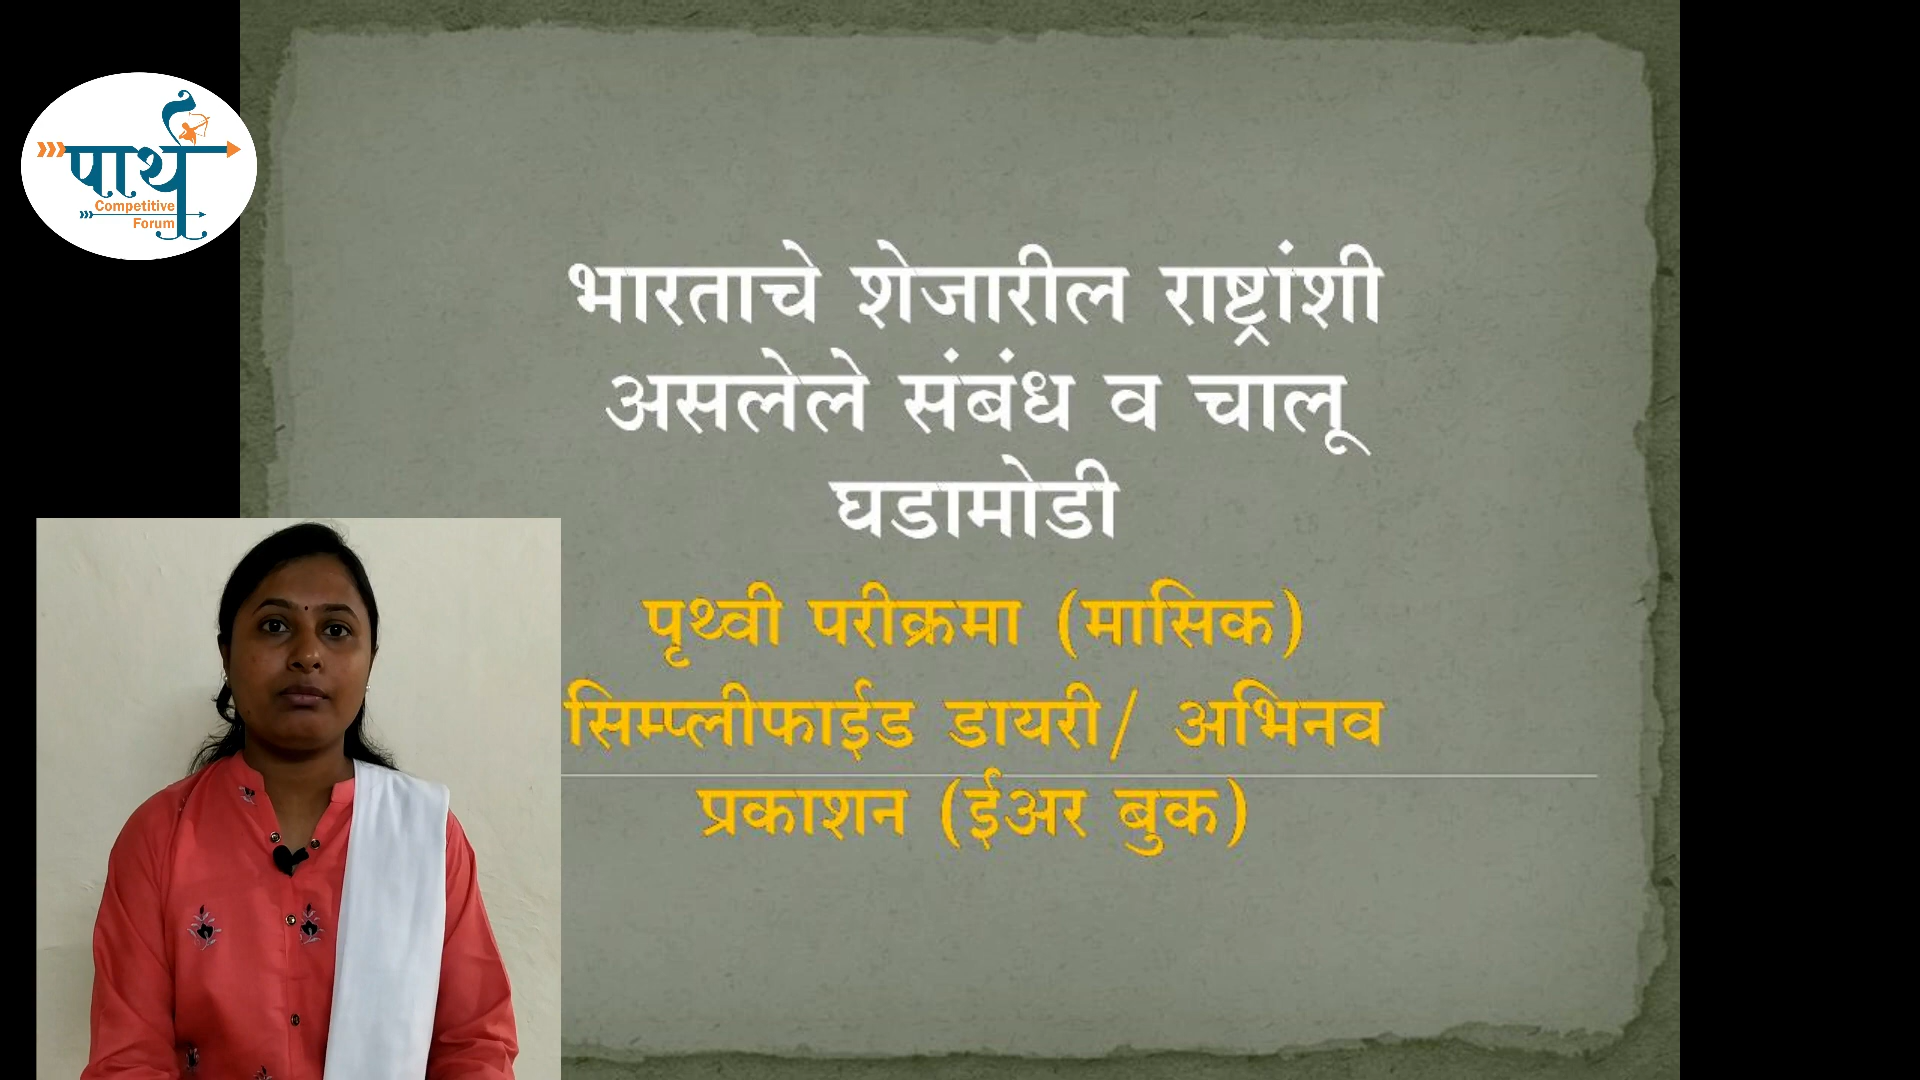 पार्थ
Competitive
Forum
भारताचे शेजारील राष्ट्रांशी
असलेले संबंध व चालू
घडामोडी
पृथ्वी परीक्रमा (मासिक)
सिम्प्लीफाईड डायरी/ अभिनव
प्रकाशन (ईअर बुक)